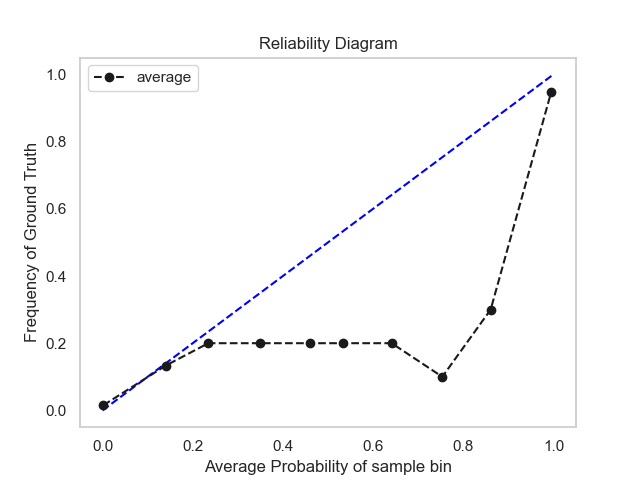 Reliability Diagram
average
1.0
0.8
0.6
0.4
0.2
0.0
Frequency of Ground Truth
0.0 0.2 0.4 0.6 0.8 1.0
Average Probability of sample bin